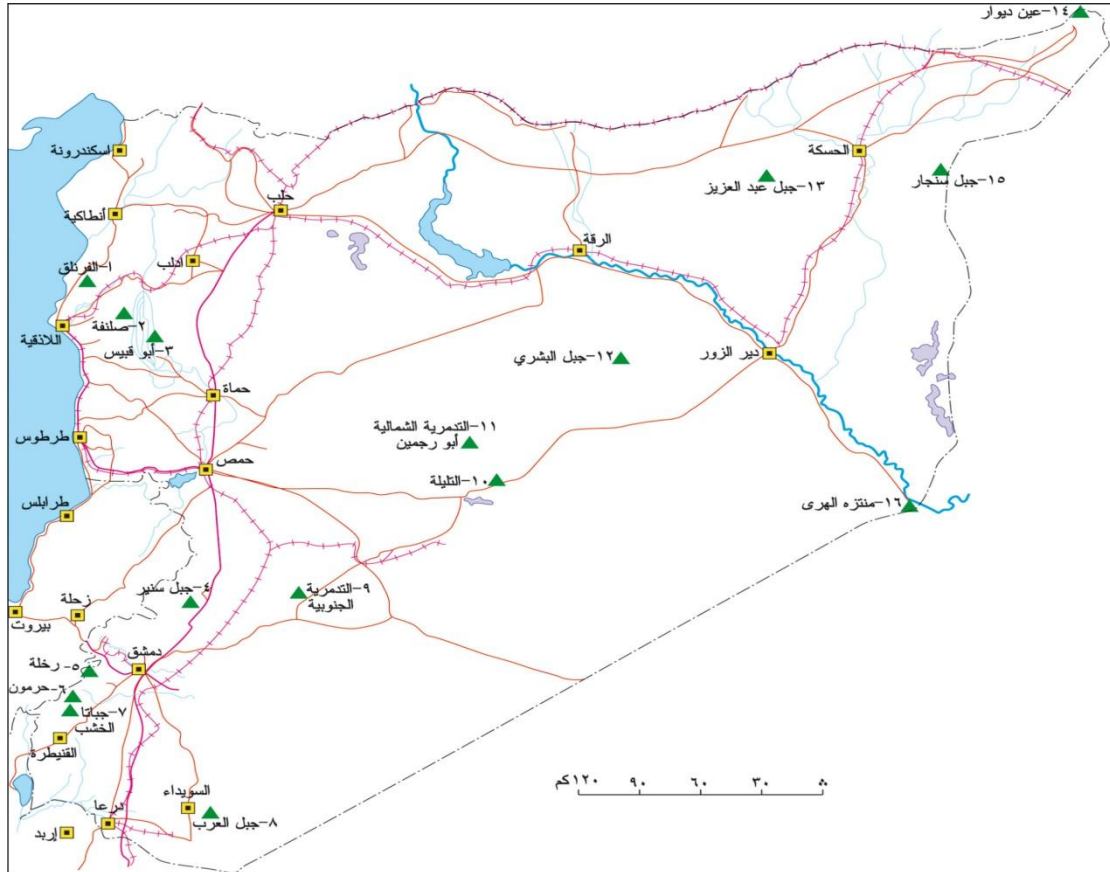 ١٤-عين ديوار
اسكندرونة
الحسكة
١٥-جبل سنجار
١٣-جبل عبد العزيز
حلب
أنطاكية
الرقة
ادلب
١-الفرنلق
٢-صلنفة
اللاذقية
٣-أبو قبيس
دير الزور
١٢-جبل البشري
حماة
١١-التدمرية الشمالية
أبو رجمين
طرطوس
حمص
١٠-التليلة
طرابلس
١٦-منتزه الهرى
٤-جبل سنير
٩-التدمرية
الجنوبية
زحلة
بيروت
دمشق
٥- رخلة
٦-حرمون
٧-جباتا
الخشب
القنيطرة
١٢٠كم ٩٠ ٦٠ ٣٠
السويداء
٨-جبل العرب
درعا
إربد